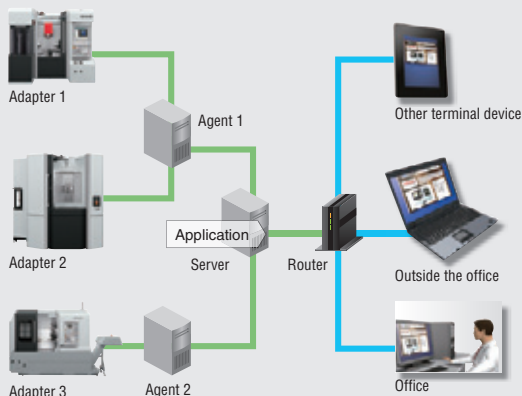 Adapter 1
Agent 1
Other terminal device
Application
Adapter 2
Server
Router
Outside the office
Adapter 3
Agent 2
Office